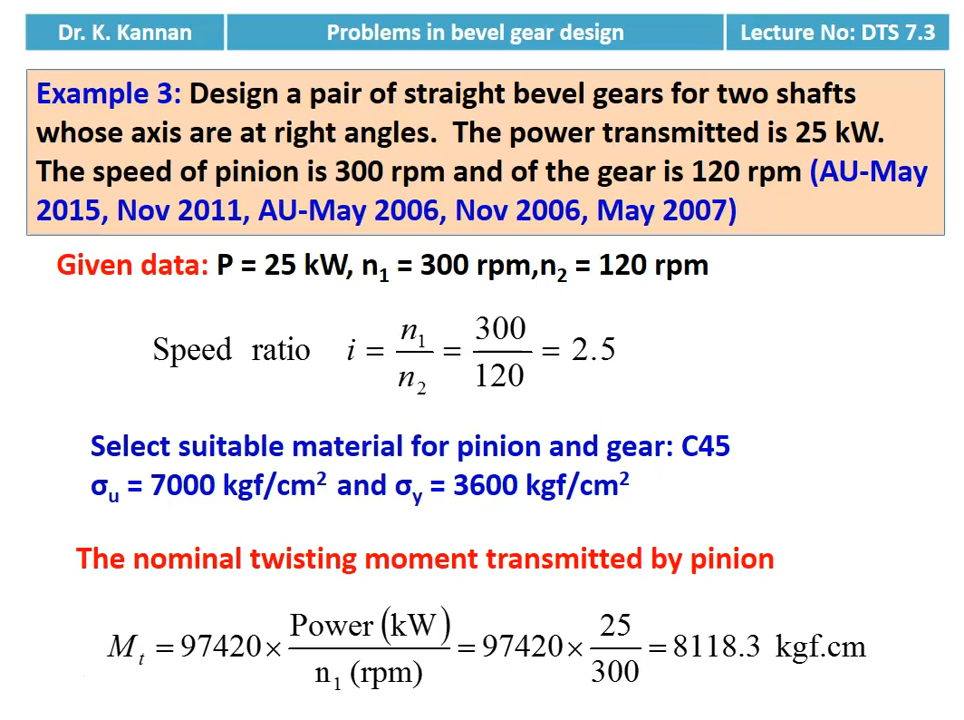 Dr. K. Kannan
Problems in bevel gear design
Lecture No: DTS 7.3
Example 3: Design a pair of straight bevel gears for two shafts
whose axis are at right angles. The power transmitted is 25 kW.
The speed of pinion is 300 rpm and of the gear is 120 rpm (AU-May
2015, Nov 2011, AU-May 2006, Nov 2006, May 2007)
Given data: P = 25 kW, n₁ = 300 rpm,n₂ = 120 rpm
Speed ratio i = n₁/n₂ = 300/120 = 2.5
Select suitable material for pinion and gear: C45
σᵤ = 7000 kgf/cm² and σᵧ = 3600 kgf/cm²
The nominal twisting moment transmitted by pinion
Mₜ = 97420 × Power (kW)/n₁ (rpm) = 97420 × 25/300 = 8118.3 kgf.cm